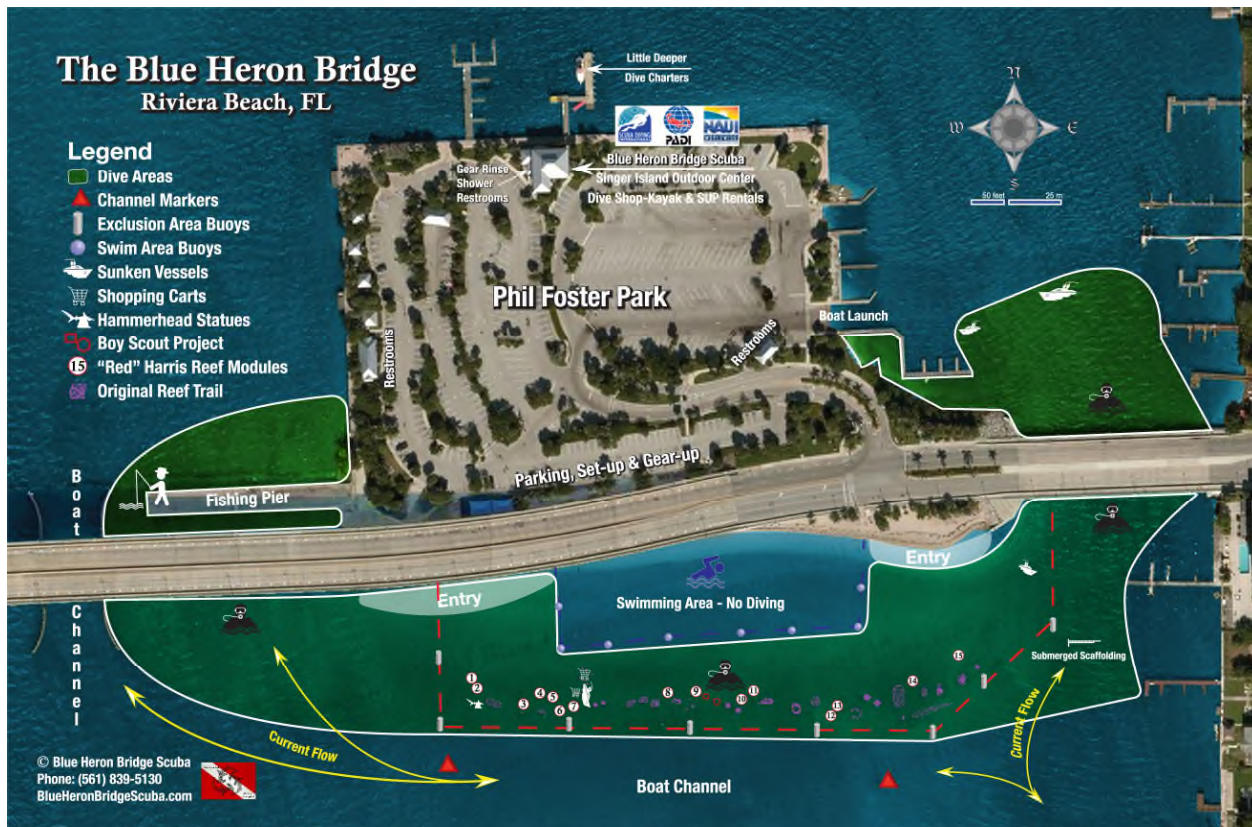 The Blue Heron Bridge
Riviera Beach, FL
Legend
Dive Areas
Channel Markers
Exclusion Area Buoys
Swim Area Buoys
Sunken Vessels
Shopping Carts
Hammerhead Statues
Boy Scout Project
15 "Red" Harris Reef Modules
Original Reef Trail
Little Deeper
Dive Charters
SCUBA DIVING
INTERNATIONAL
PADI
NAUI
Gear Rinse
Shower
Restrooms
Blue Heron Bridge Scuba
Singer Island Outdoor Center
Dive Shop-Kayak & SUP Rentals
N
W
E
S
50 feet
25 m
Phil Foster Park
Boat Launch
Restrooms
Restrooms
Parking, Set-up & Gear-up
Fishing Pier
Boat
Channel
Entry
Entry
Swimming Area - No Diving
Submerged Scaffolding
1
2
3
4
5
6
7
8
9
10
11
12
13
14
15
Current Flow
Current Flow
Boat Channel
© Blue Heron Bridge Scuba
Phone: (561) 839-5130
BlueHeronBridgeScuba.com